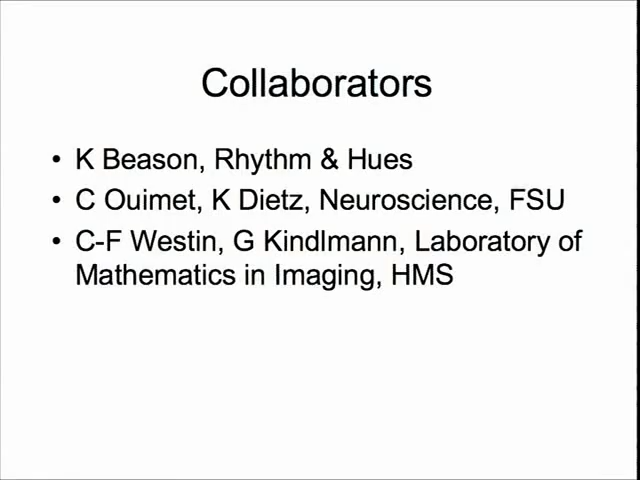 Collaborators
• K Beason, Rhythm & Hues
• C Ouimet, K Dietz, Neuroscience, FSU
• C-F Westin, G Kindlmann, Laboratory of
Mathematics in Imaging, HMS